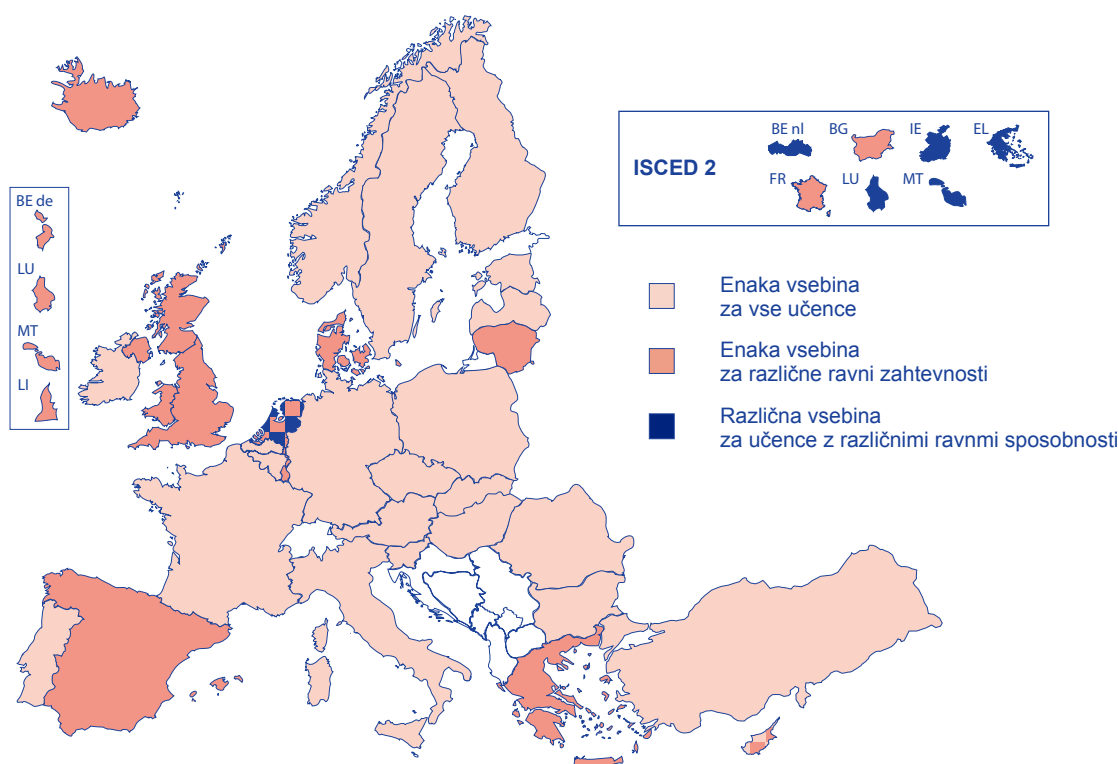 BE de
LU
MT
LI
ISCED 2
BE nl BG IE EL
FR LU MT
Enaka vsebina
za vse učence
Enaka vsebina
za različne ravni zahtevnosti
Različna vsebina
za učence z različnimi ravnmi sposobnosti